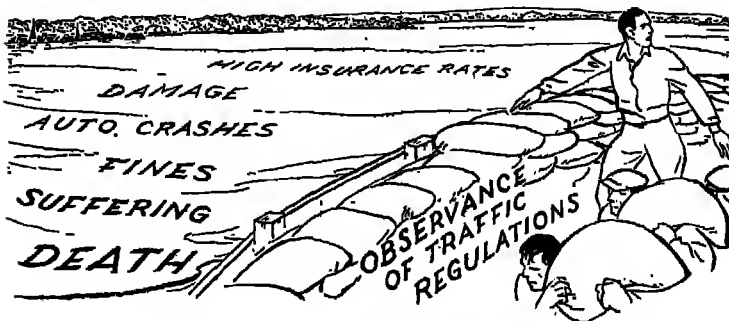 HIGH INSURANCE RATES
DAMAGE
AUTO. CRASHES
FINES
SUFFERING
DEATH
OBSERVANCE
OF TRAFFIC
REGULATIONS